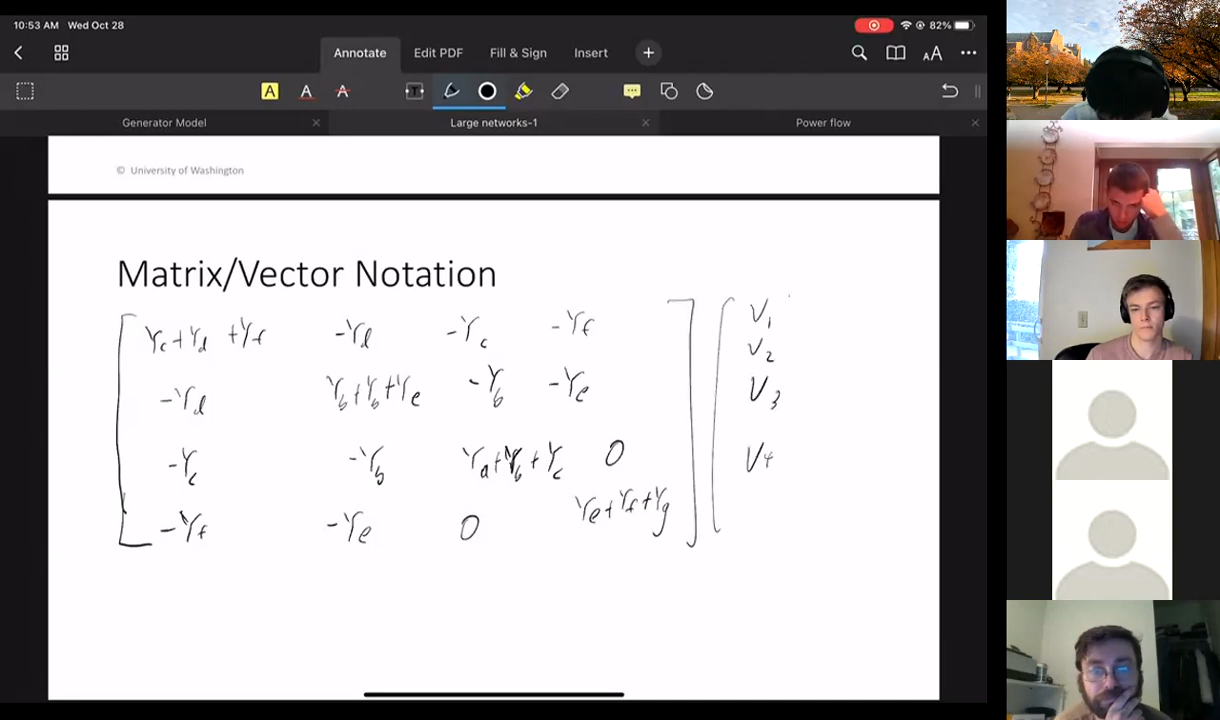 10:53 AM Wed Oct 28
82%
Annotate Edit PDF Fill & Sign Insert
A A A T
AA
Generator Model Large networks-1 Power flow
© University of Washington
Matrix/Vector Notation
Yc+Yd +Yf -Yd -Yc -Yf V1
V2
-Yd Yb+Yb+Ye -Yb -Ye V3
-Yc -Yb Ya+Yb+Yc 0 V4
-Yf -Ye 0 Ye+Yf+Yg